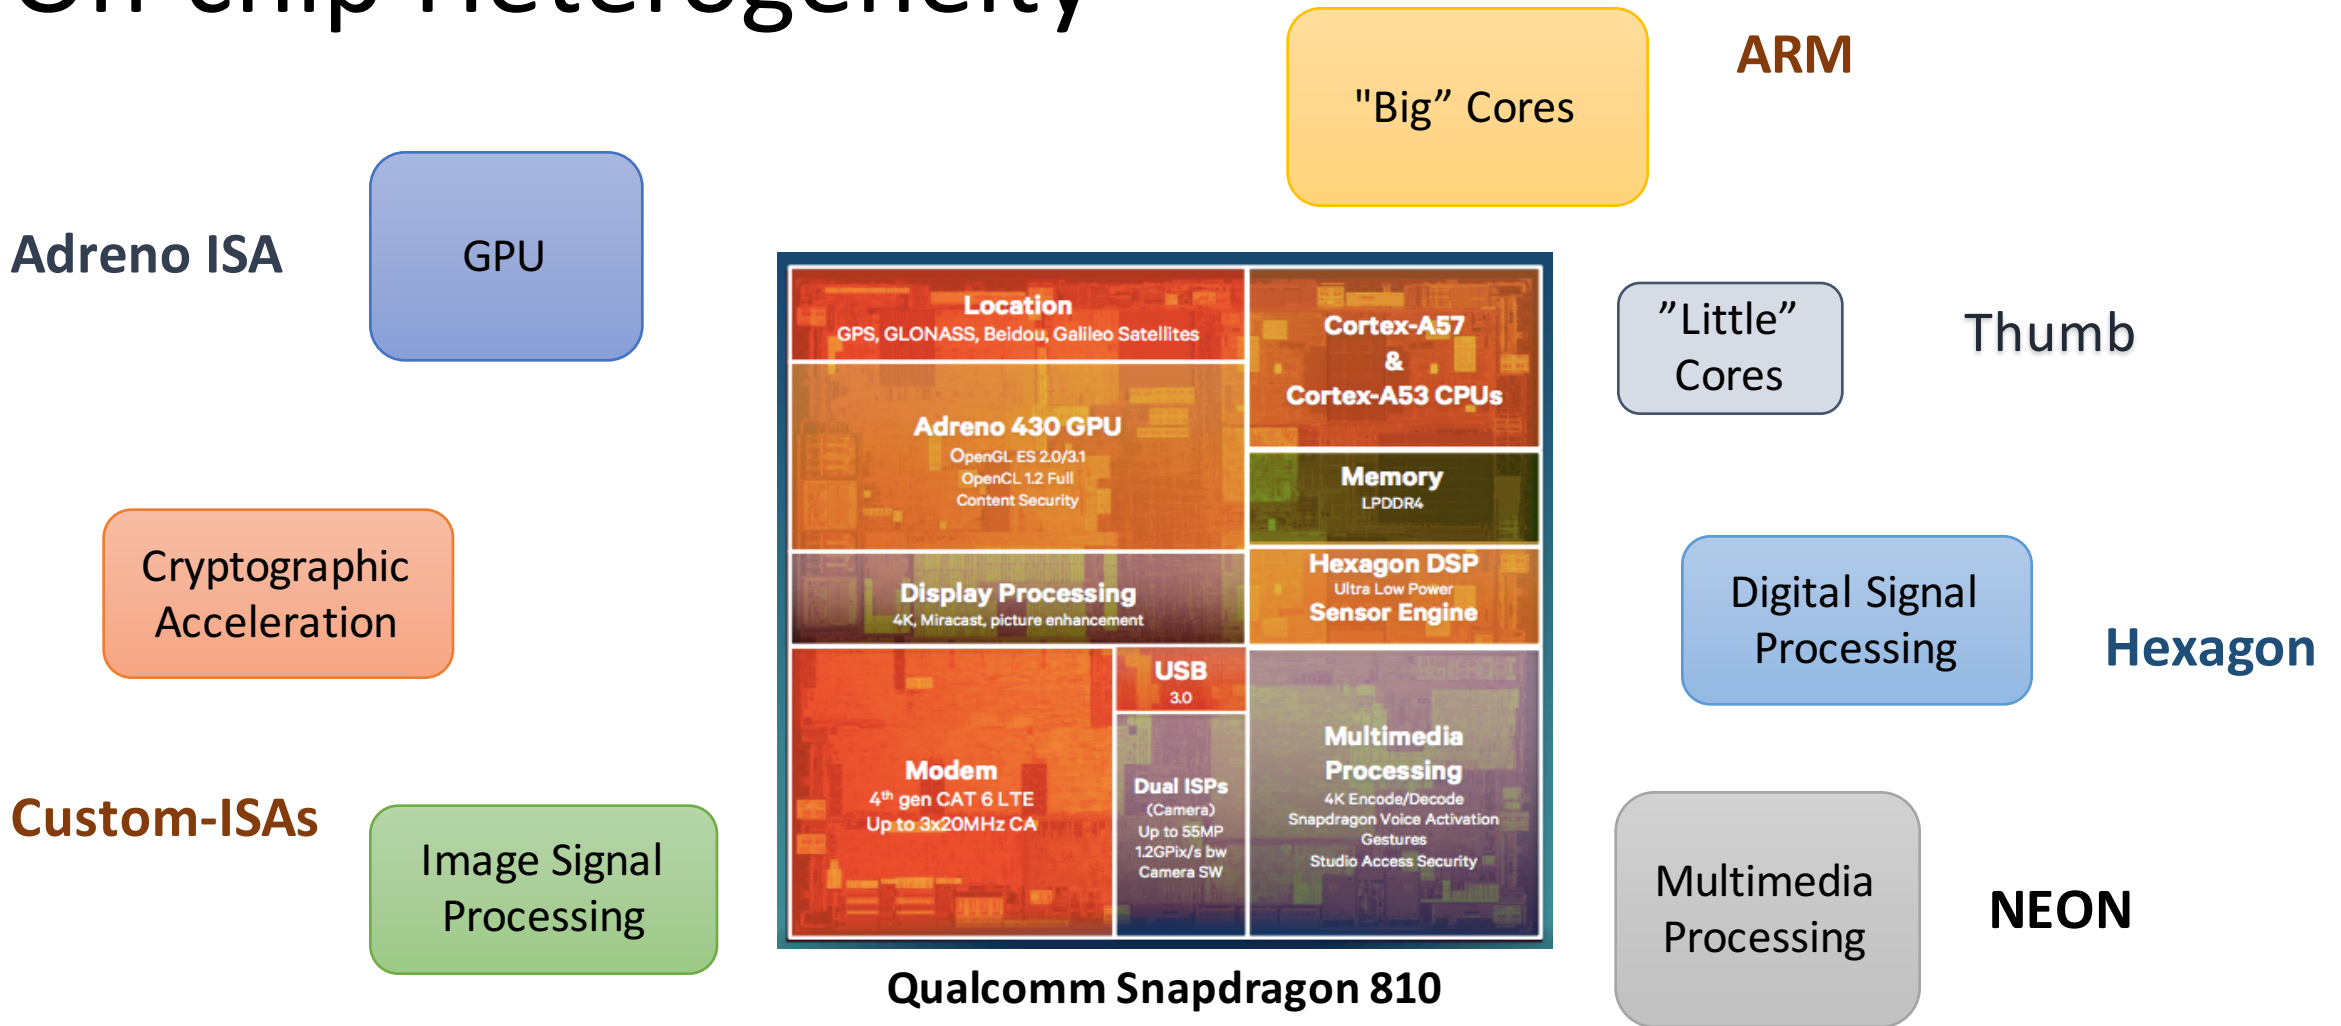 On-chip Heterogeneity
"Big” Cores
ARM
Adreno ISA
GPU
”Little”
Cores
Thumb
Cryptographic
Acceleration
Digital Signal
Processing
Hexagon
Custom-ISAs
Image Signal
Processing
Multimedia
Processing
NEON
Location
GPS, GLONASS, Beidou, Galileo Satellites
Cortex-A57
&
Cortex-A53 CPUs
Adreno 430 GPU
OpenGL ES 2.0/3.1
OpenCL 1.2 Full
Content Security
Memory
LPDDR4
Display Processing
4K, Miracast, picture enhancement
Hexagon DSP
Ultra Low Power
Sensor Engine
Modem
4th gen CAT 6 LTE
Up to 3x20MHz CA
USB
3.0
Dual ISPs
(Camera)
Up to 55MP
1.2GPix/s bw
Camera SW
Multimedia
Processing
4K Encode/Decode
Snapdragon Voice Activation
Gestures
Studio Access Security
Qualcomm Snapdragon 810